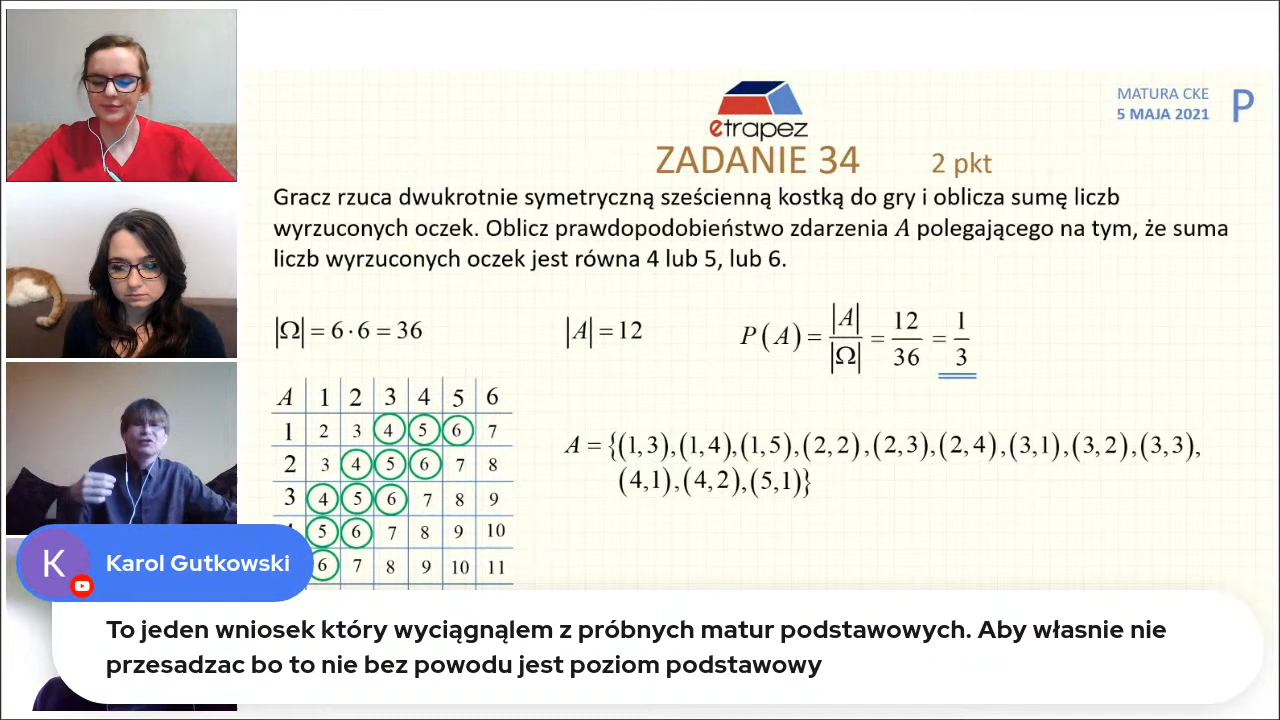 etrapez
MATURA CKE
5 MAJA 2021
P
ZADANIE 34 2 pkt
Gracz rzuca dwukrotnie symetryczną sześcienną kostką do gry i oblicza sumę liczb
wyrzuconych oczek. Oblicz prawdopodobieństwo zdarzenia A polegającego na tym, że suma
liczb wyrzuconych oczek jest równa 4 lub 5, lub 6.
|Ω| = 6 · 6 = 36
|A| = 12
P(A) = |A|/|Ω| = 12/36 = 1/3
A 1 2 3 4 5 6
1 2 3 4 5 6 7
2 3 4 5 6 7 8
3 4 5 6 7 8 9
5 6 7 8 9 10
6 7 8 9 10 11
A = {(1,3),(1,4),(1,5),(2,2),(2,3),(2,4),(3,1),(3,2),(3,3),
(4,1),(4,2),(5,1)}
K
Karol Gutkowski
To jeden wniosek który wyciągnąlem z próbnych matur podstawowych. Aby własnie nie
przesadzac bo to nie bez powodu jest poziom podstawowy